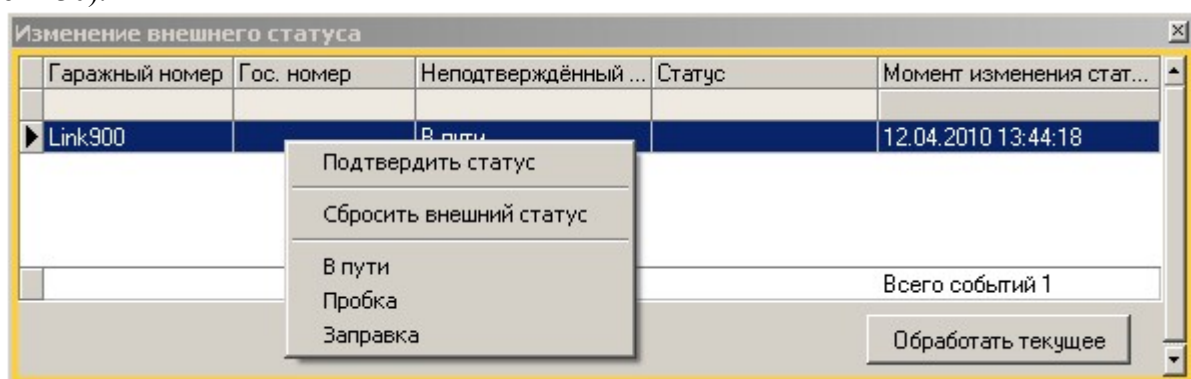 Изменение внешнего статуса
Гаражный номер Гос. номер Неподтверждённый ... Статус Момент изменения стат...
Link900 В пути 12.04.2010 13:44:18
Подтвердить статус
Сбросить внешний статус
В пути
Пробка
Заправка
Всего событий 1
Обработать текущее